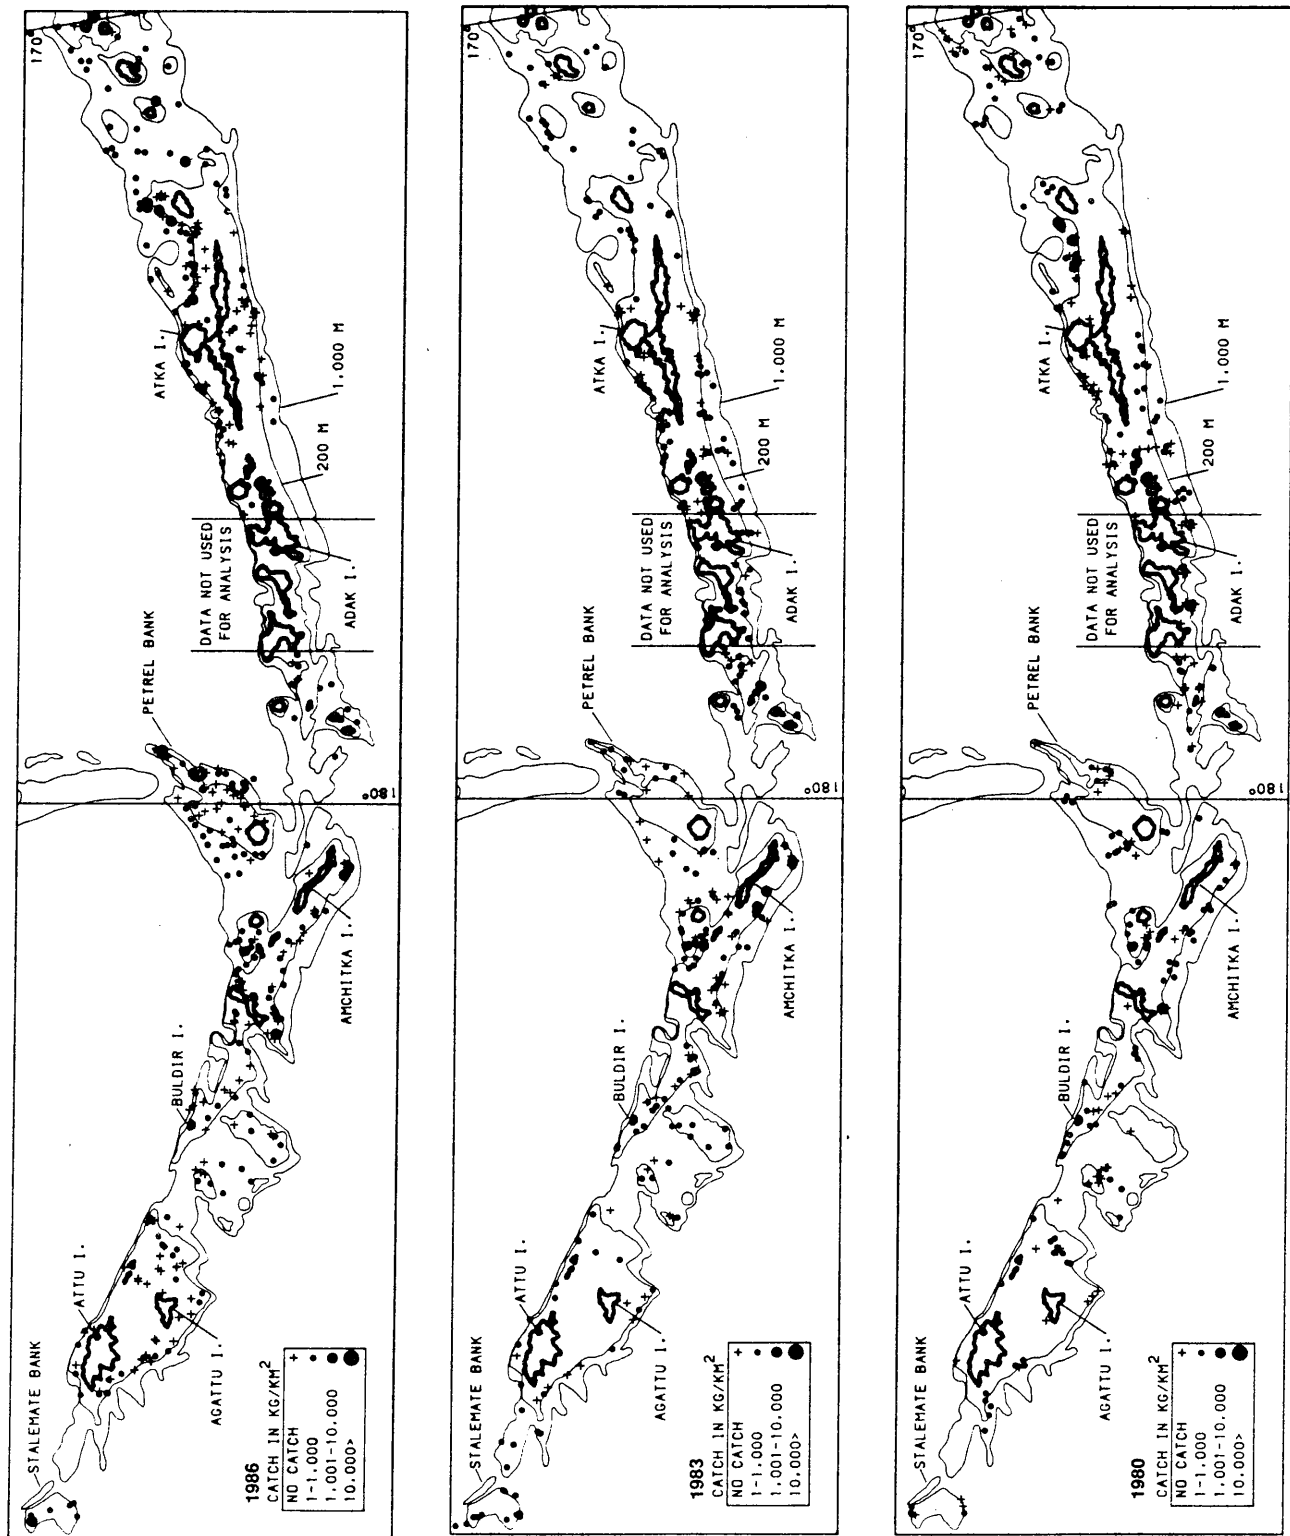 1986
CATCH IN KG/KM²
NO CATCH +
1-1.000
1.001-10.000
10.000>
STALEMATE BANK
ATTU I.
AGATTU I.
BULDIR I.
AMCHITKA I.
180°
PETREL BANK
DATA NOT USED
FOR ANALYSIS
ADAK I.
ATKA I.
200 M
1.000 M
170°
1983
CATCH IN KG/KM²
NO CATCH +
1-1.000
1.001-10.000
10.000>
STALEMATE BANK
ATTU I.
AGATTU I.
BULDIR I.
AMCHITKA I.
180°
PETREL BANK
DATA NOT USED
FOR ANALYSIS
ADAK I.
ATKA I.
200 M
1.000 M
170°
1980
CATCH IN KG/KM²
NO CATCH +
1-1.000
1.001-10.000
10.000>
STALEMATE BANK
ATTU I.
AGATTU I.
BULDIR I.
AMCHITKA I.
180°
PETREL BANK
DATA NOT USED
FOR ANALYSIS
ADAK I.
ATKA I.
200 M
1.000 M
170°